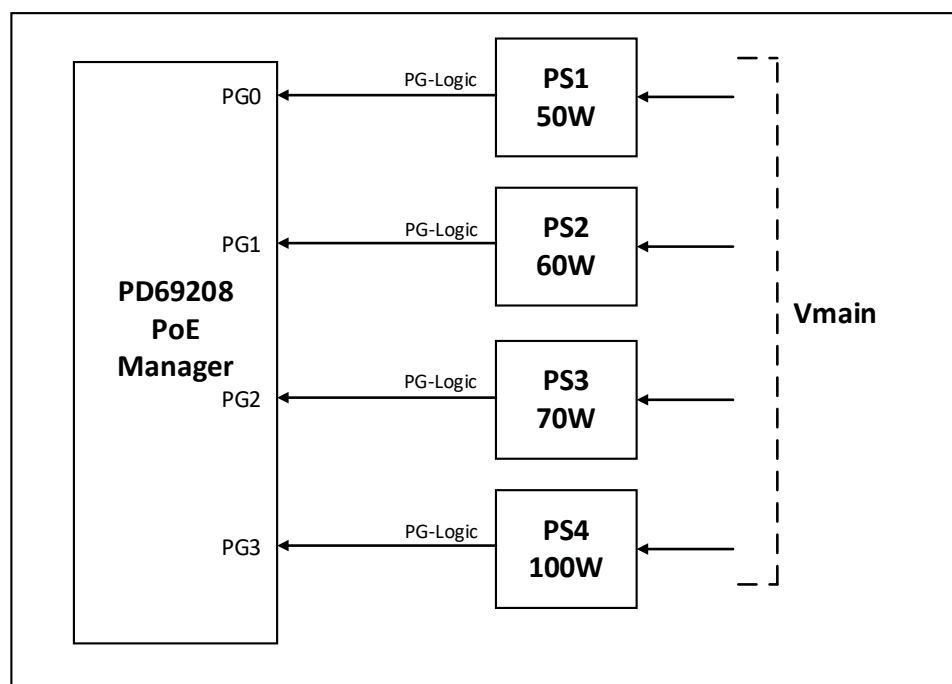 PG0
PG-Logic
PS1
50W
PG1
PG-Logic
PS2
60W
PD69208
PoE
Manager
Vmain
PG2
PG-Logic
PS3
70W
PG3
PG-Logic
PS4
100W